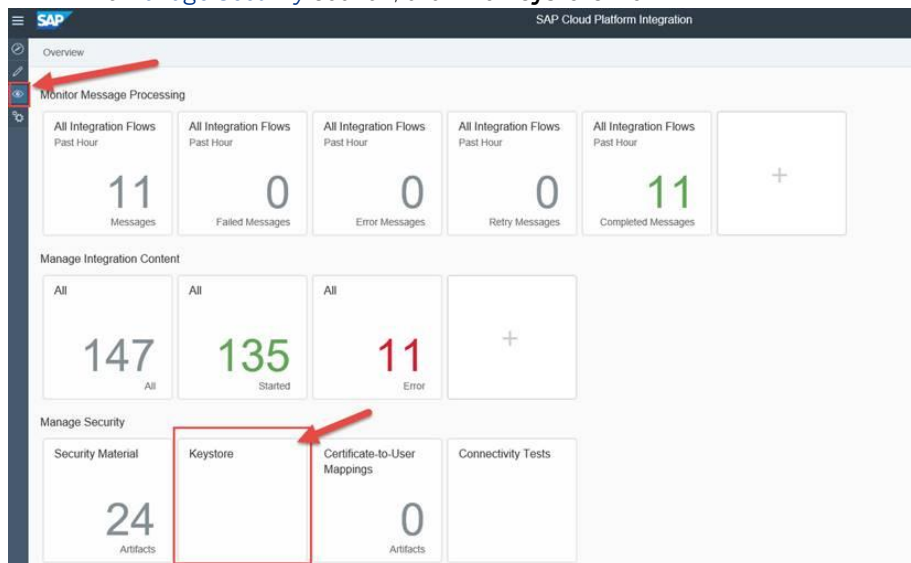 SAP
SAP Cloud Platform Integration
Overview
Monitor Message Processing
All Integration Flows
Past Hour
11
Messages
All Integration Flows
Past Hour
0
Failed Messages
All Integration Flows
Past Hour
0
Error Messages
All Integration Flows
Past Hour
0
Retry Messages
All Integration Flows
Past Hour
11
Completed Messages
+
Manage Integration Content
All
147
All
All
135
Started
All
11
Error
+
Manage Security
Security Material
24
Artifacts
Keystore
Certificate-to-User
Mappings
0
Artifacts
Connectivity Tests